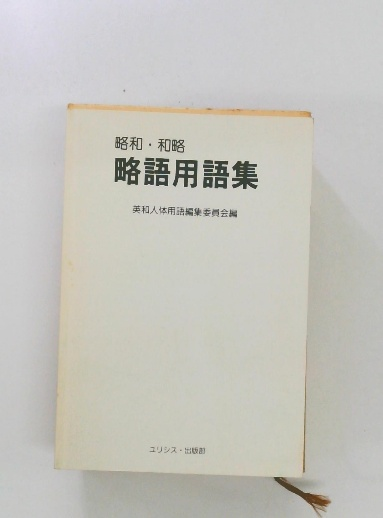 略和・和略
略語用語集
英和人体用語編集委員会編
ユリシス・出版部